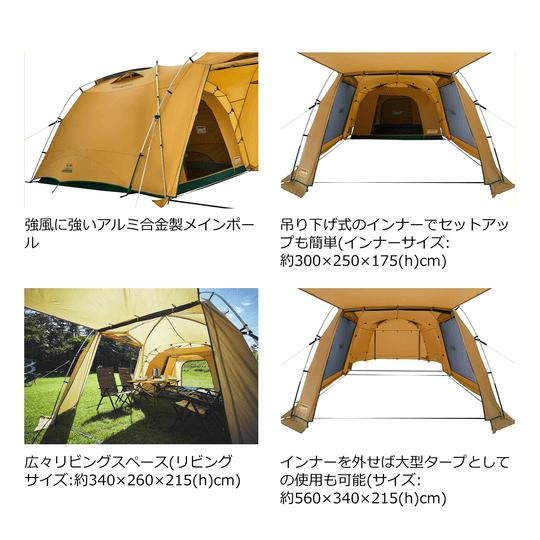 強風に強いアルミ合金製メインポー
ル
吊り下げ式のインナーでセットアッ
プも簡単(インナーサイズ:
約300×250×175(h)cm)
広々リビングスペース(リビング
サイズ:約340×260×215(h)cm)
インナーを外せば大型タープとして
の使用も可能(サイズ:
約560×340×215(h)cm)